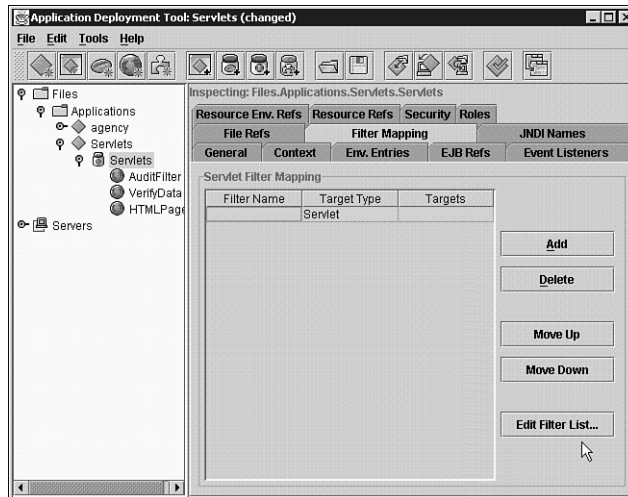 Application Deployment Tool: Servlets (changed)
File Edit Tools Help
Files
Applications
agency
Servlets
Servlets
AuditFilter
VerifyData
HTMLPage
Servers
Inspecting: Files.Applications.Servlets.Servlets
Resource Env. Refs Resource Refs Security Roles
File Refs Filter Mapping JNDI Names
General Context Env. Entries EJB Refs Event Listeners
Servlet Filter Mapping
Filter Name Target Type Targets
Servlet
Add
Delete
Move Up
Move Down
Edit Filter List...